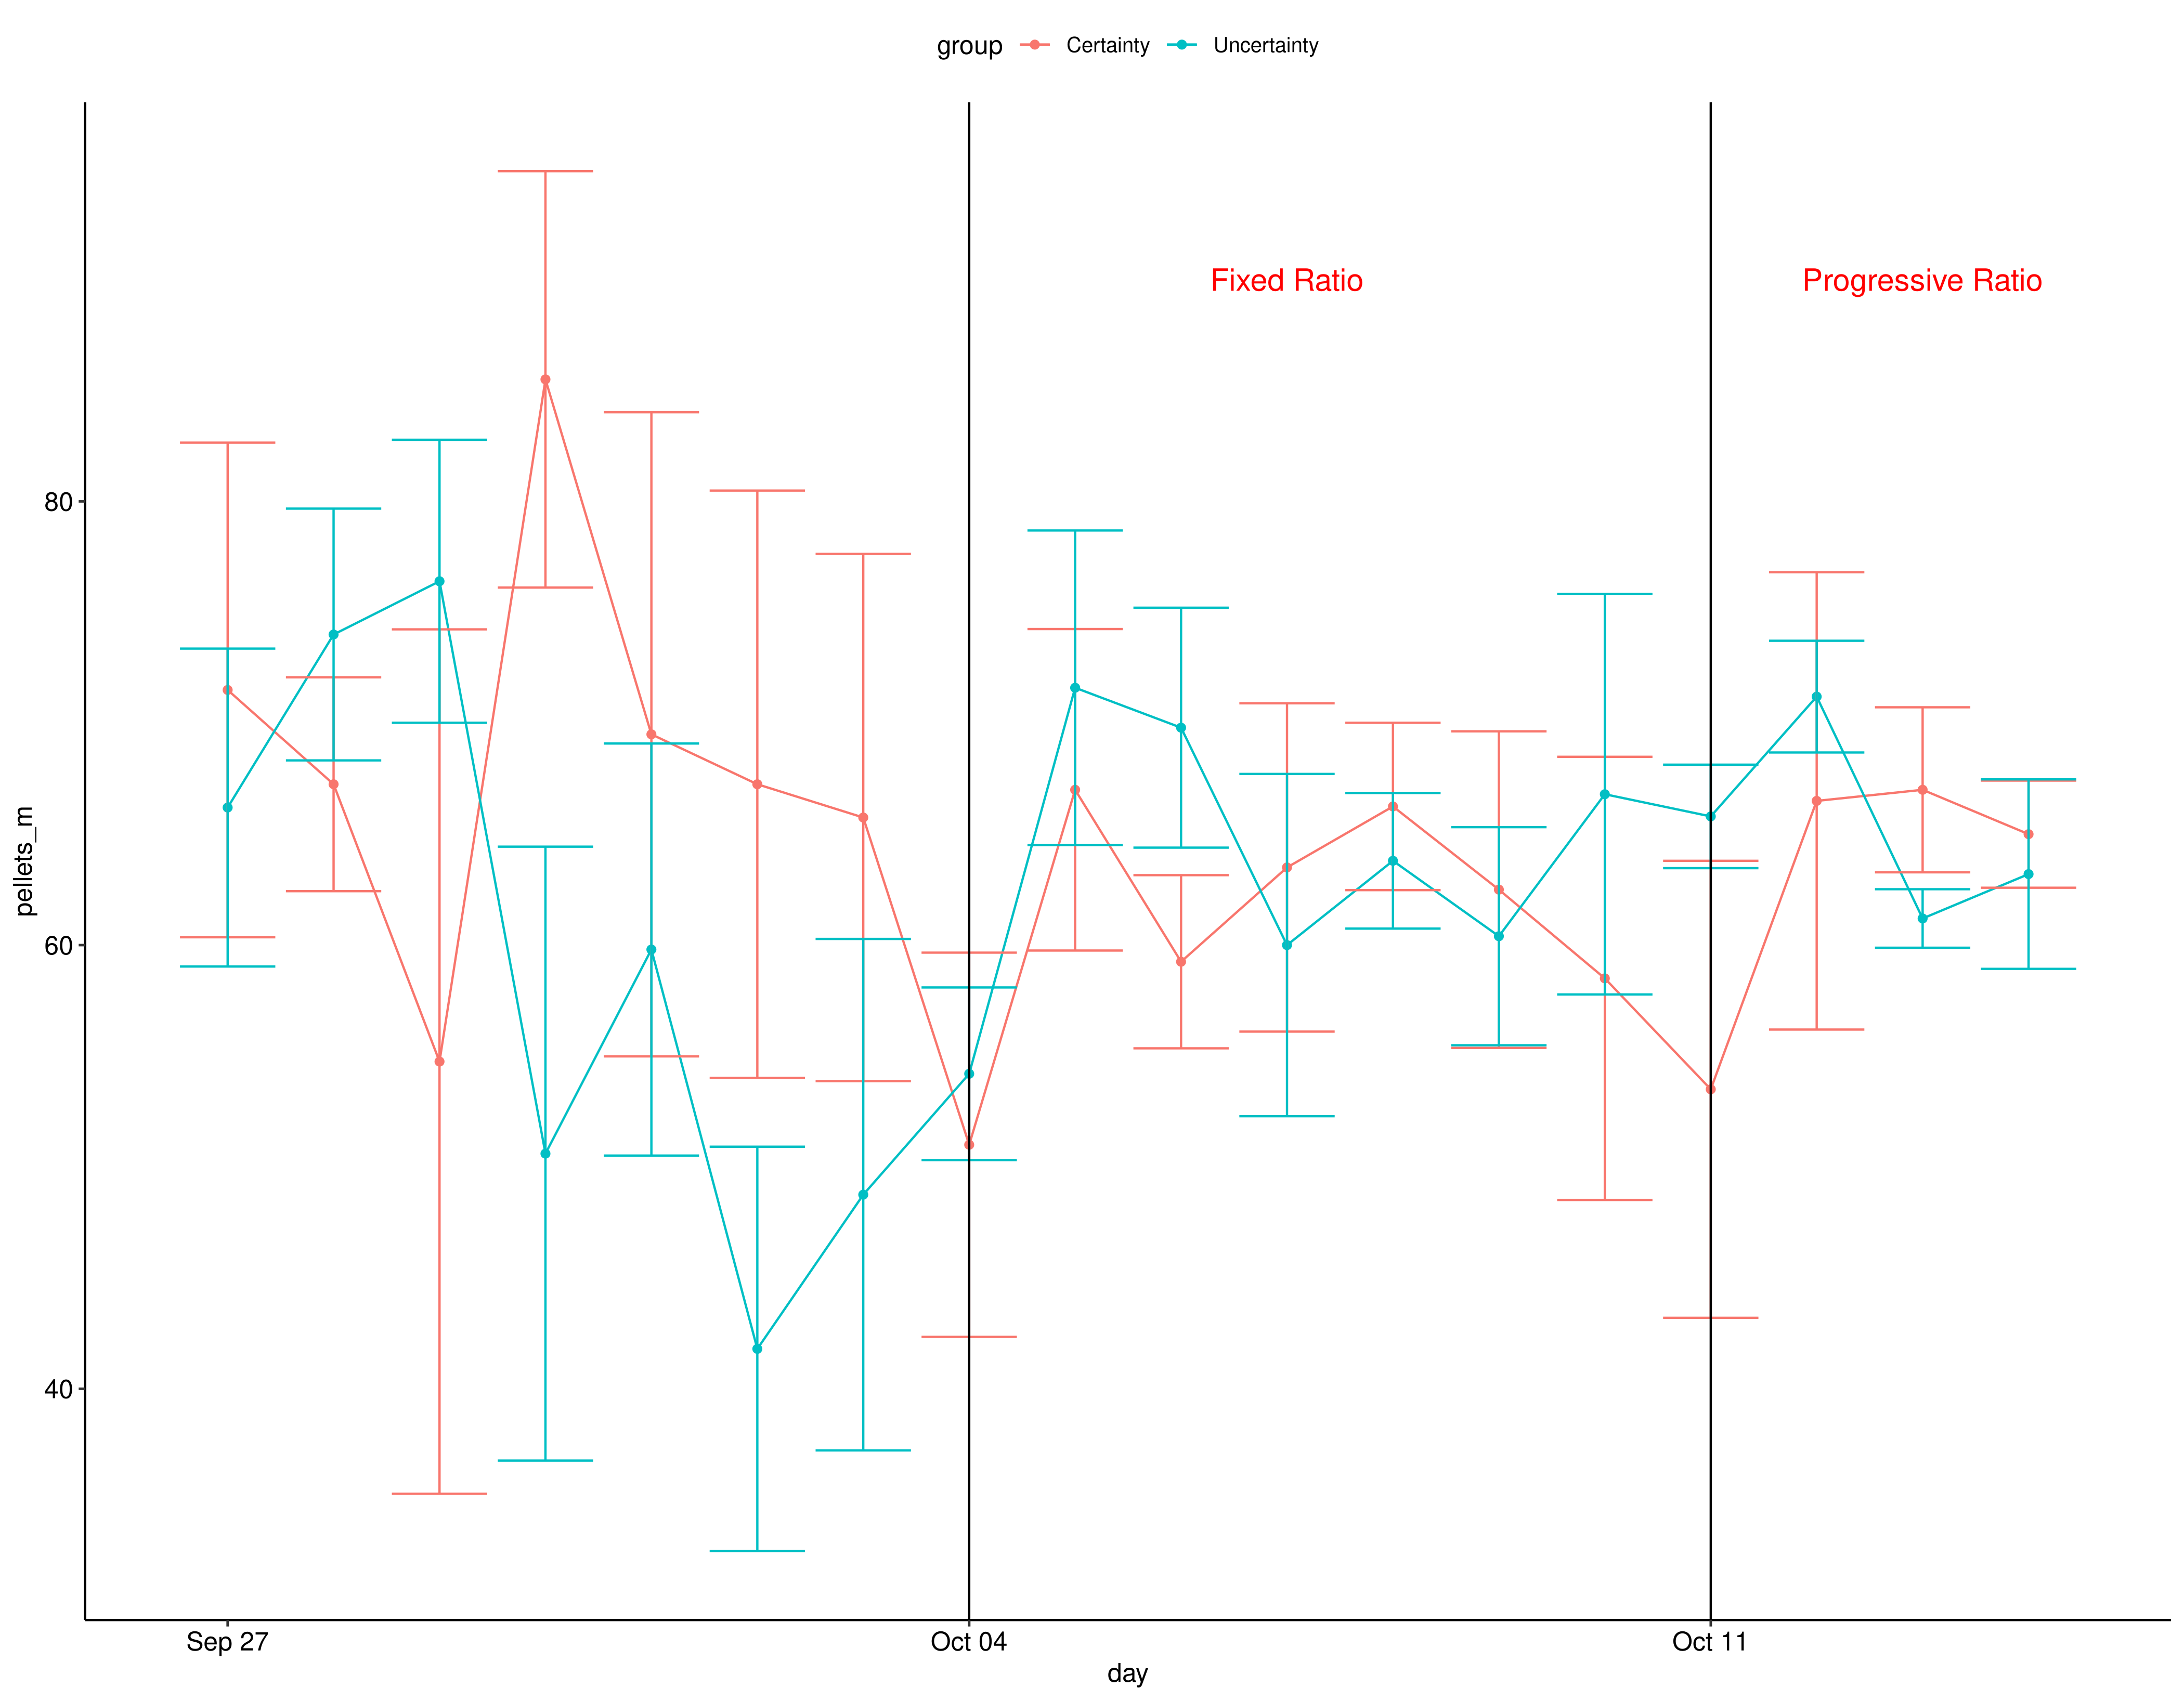 group Certainty Uncertainty
Fixed Ratio
Progressive Ratio
80
60
40
pellets_m
Sep 27
Oct 04
Oct 11
day